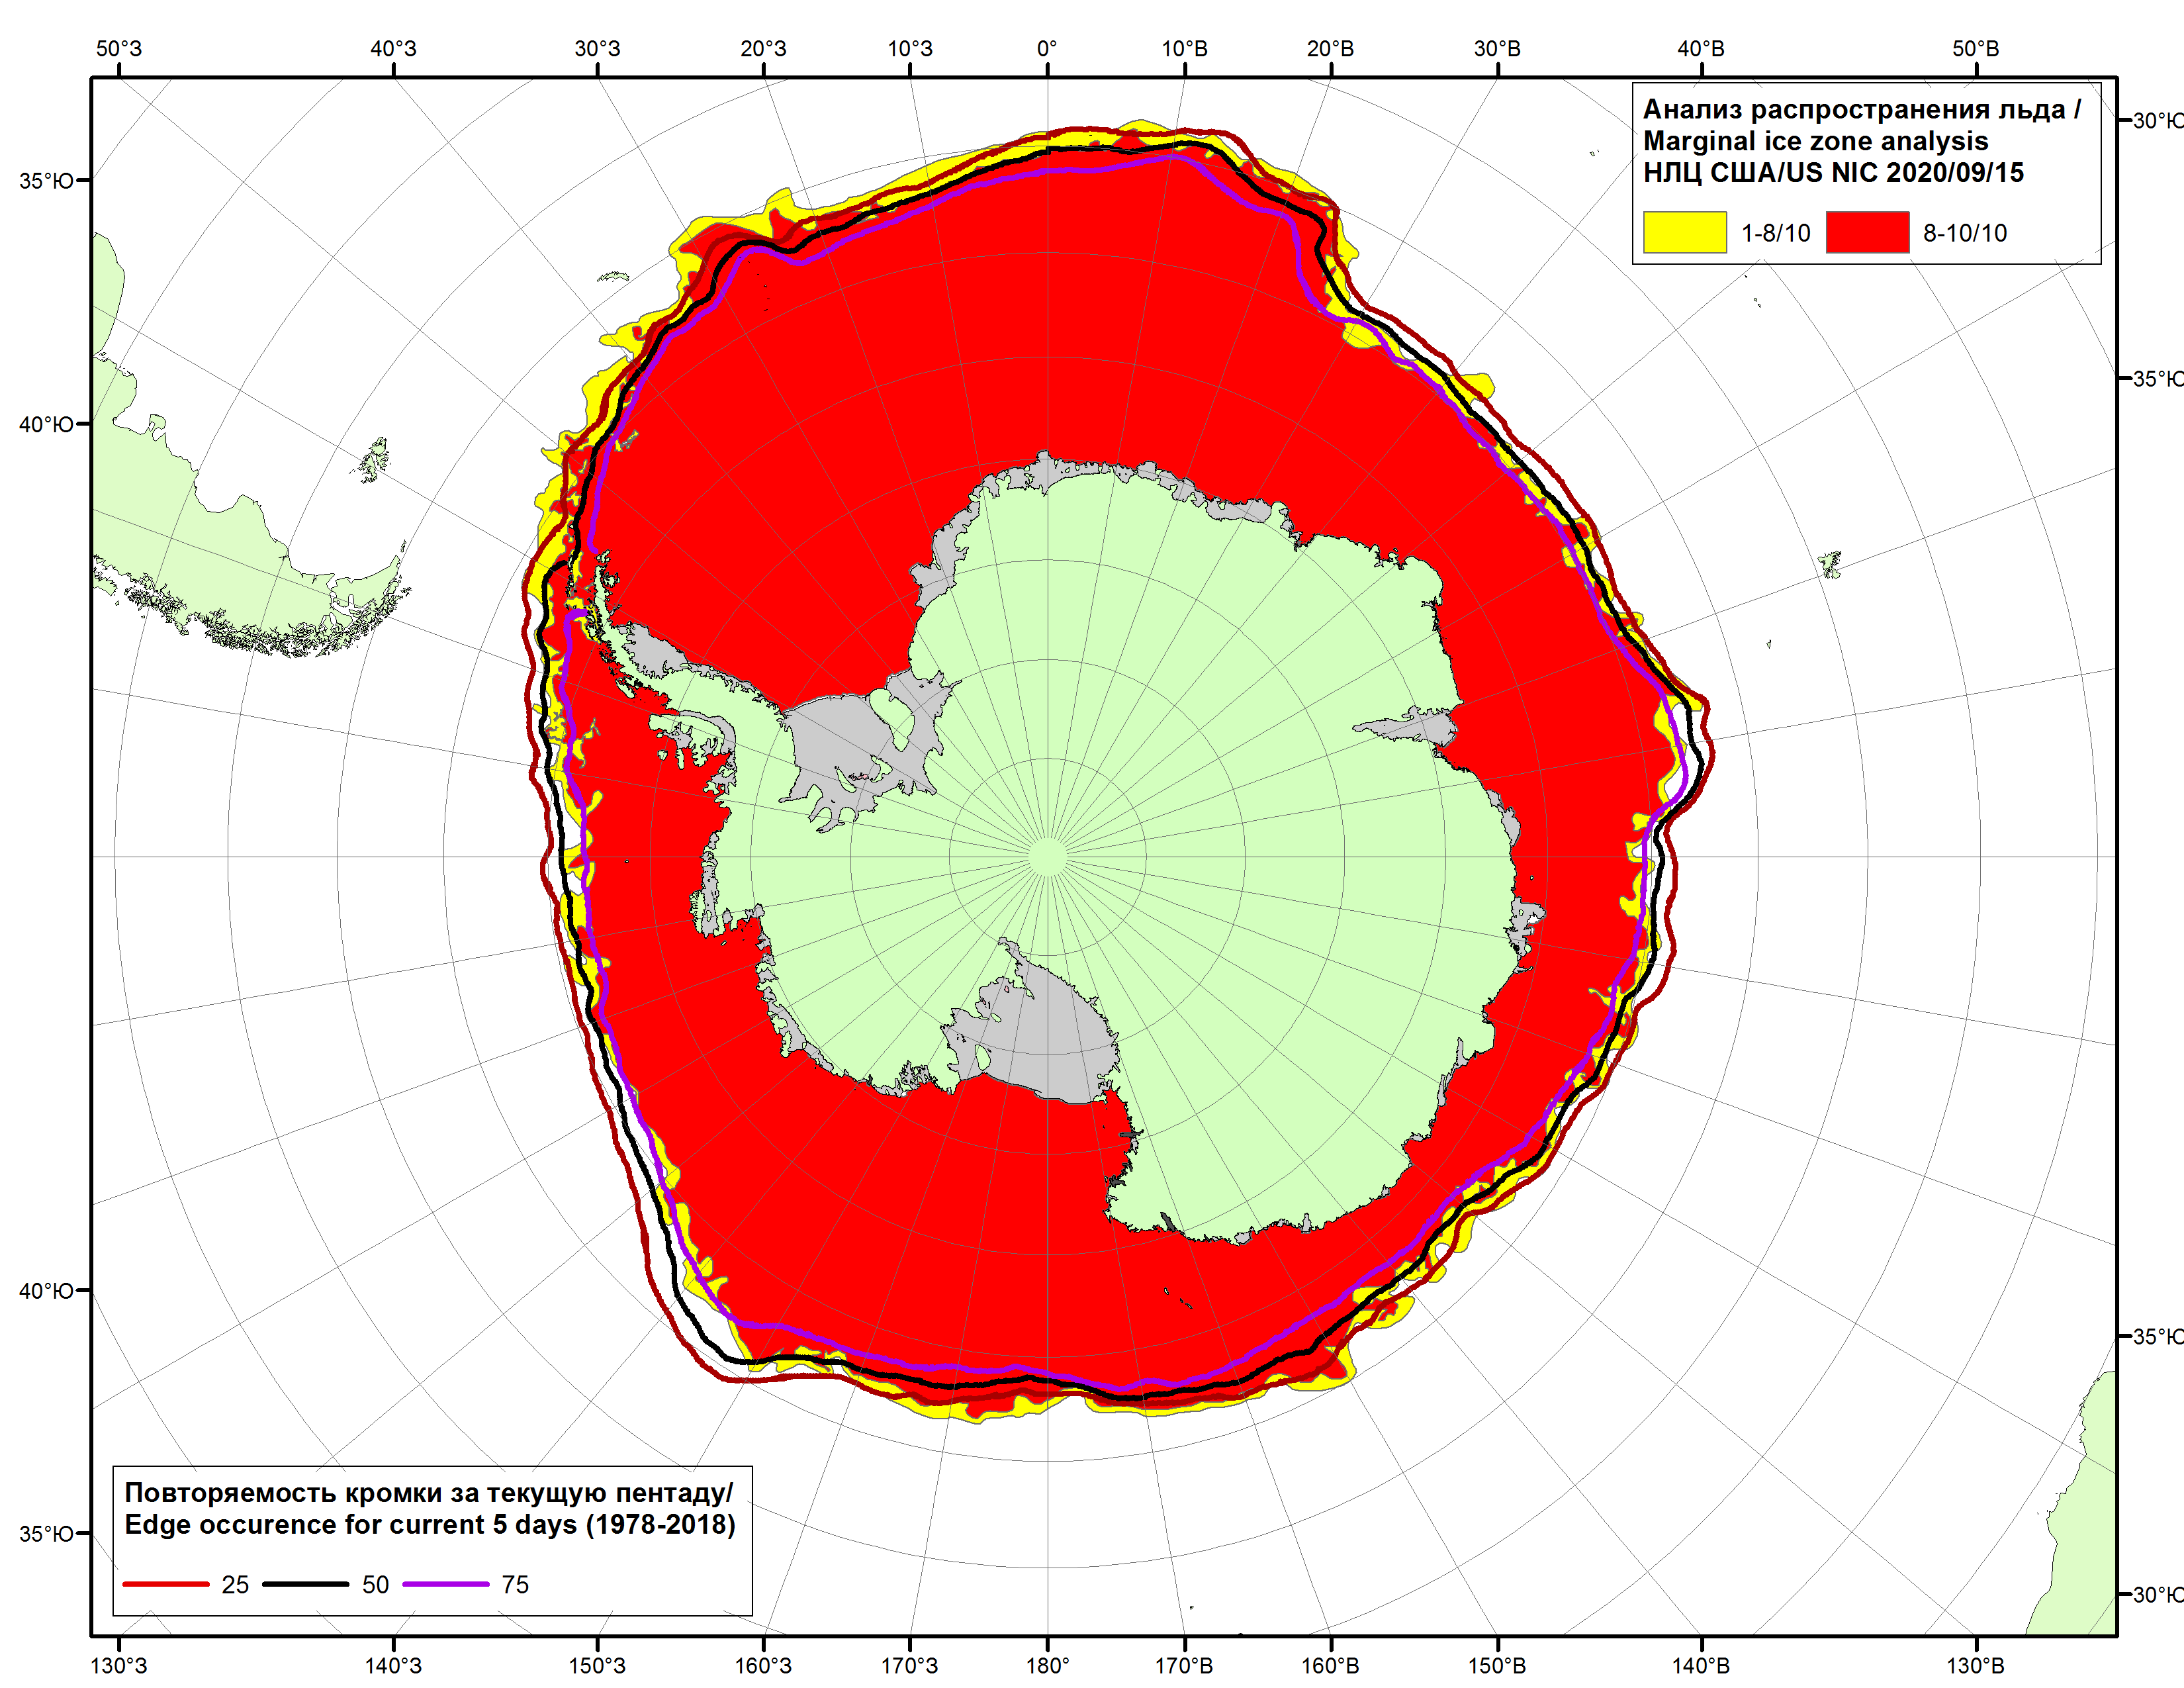 50°З 40°З 30°З 20°З 10°З 0° 10°В 20°В 30°В 40°В 50°В
Анализ распространения льда /
Marginal ice zone analysis
НЛЦ США/US NIC 2020/09/15
1-8/10 8-10/10
30°Ю
35°Ю
35°Ю
40°Ю
40°Ю
35°Ю
35°Ю
30°Ю
Повторяемость кромки за текущую пентаду/
Edge occurence for current 5 days (1978-2018)
25 50 75
130°З 140°З 150°З 160°З 170°З 180° 170°В 160°В 150°В 140°В 130°В